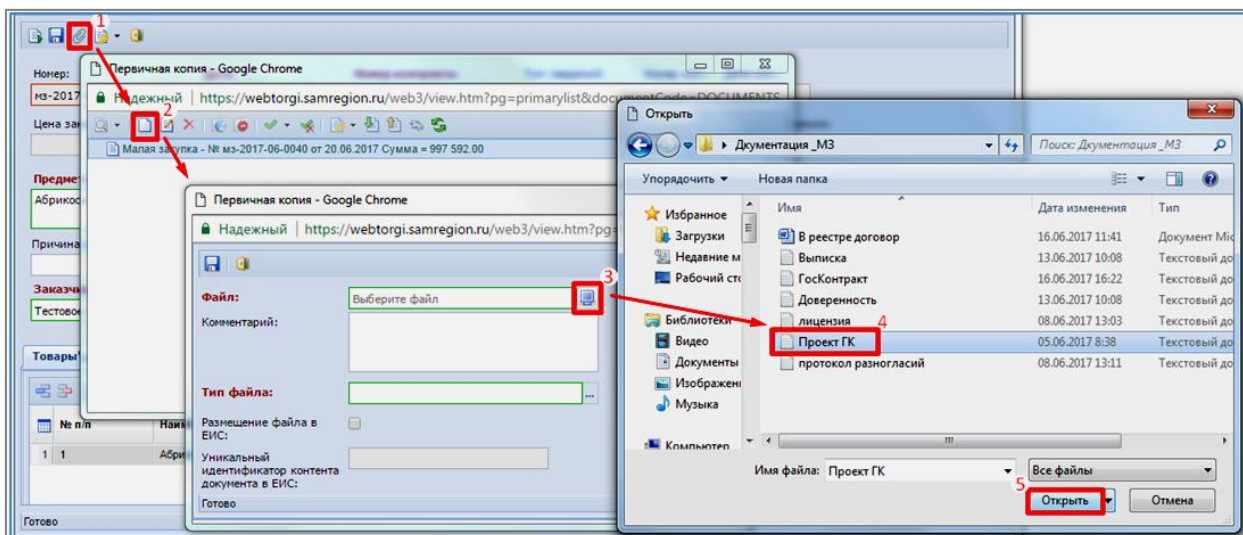 1
Номер:
мз-2017
Цена за
Предме
Абрикос
Причина
Заказчи
Тестовое
Товары
№ п/п
Наим
1 1
Абри
Готово
Первичная копия - Google Chrome
Надежный | https://webtorgi.samregion.ru/web3/view.htm?pg=primarylist&documentCode=DOCUMENTS
2
Малая закупка - № мз-2017-06-0040 от 20.06.2017 Сумма = 997 592.00
Первичная копия - Google Chrome
Надежный | https://webtorgi.samregion.ru/web3/view.htm?pg=
3
Файл:
Выберите файл
Комментарий:
Тип файла:
...
Размещение файла в
ЕИС:
Уникальный
идентификатор контента
документа в ЕИС:
Готово
Открыть
Дкументация _МЗ
Поиск: Дкументация _МЗ
Упорядочить
Новая папка
Избранное
Загрузки
Недавние м
Рабочий сто
Библиотеки
Видео
Документы
Изображени
Музыка
Компьютер
Имя
Дата изменения
Тип
В реестре договор
16.06.2017 11:41
Документ Mic
Выписка
13.06.2017 10:08
Текстовый до
ГосКонтракт
16.06.2017 16:22
Текстовый до
Доверенность
13.06.2017 10:08
Текстовый до
лицензия
08.06.2017 13:03
Текстовый до
4
Проект ГК
05.06.2017 8:38
Текстовый до
протокол разногласий
08.06.2017 13:11
Текстовый до
Имя файла: Проект ГК
Все файлы
5
Открыть
Отмена